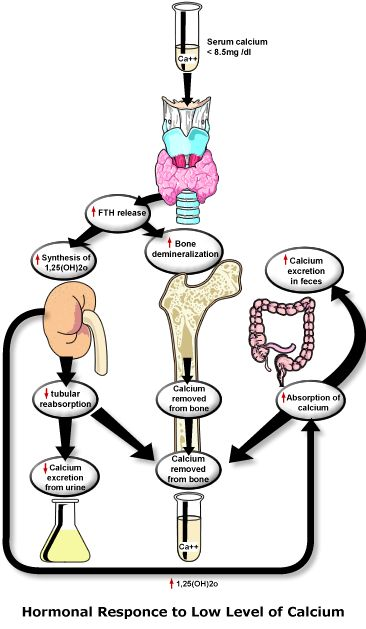 Serum calcium
< 8.5mg /dl
Ca++
FTH release
Synthesis of
1,25(OH)2o
Bone
demineralization
Calcium
excretion
in feces
tubular
reabsorption
Calcium
removed
from bone
Absorption of
calcium
Calcium
excretion
from urine
Calcium
removed
from bone
Ca++
1,25(OH)2o
Hormonal Responce to Low Level of Calcium